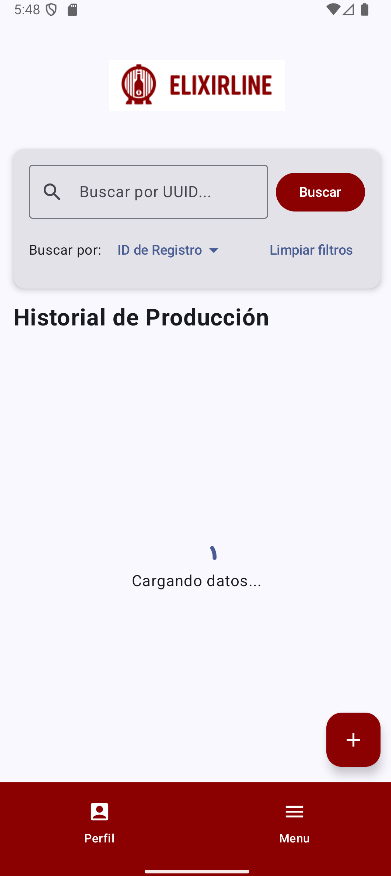 5:48
ELIXIRLINE
Buscar por UUID...
Buscar
Buscar por:
ID de Registro
Limpiar filtros
Historial de Producción
Cargando datos...
Perfil
Menu